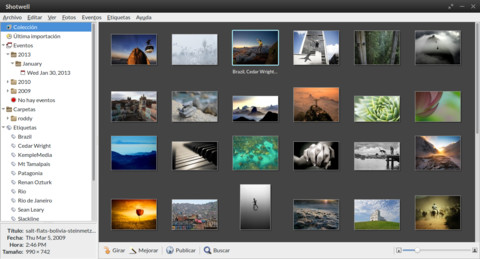 Shotwell
Archivo Editar Ver Fotos Eventos Etiquetas Ayuda
Colección
Última importación
Eventos
2013
January
Wed Jan 30, 2013
2010
2009
No hay eventos
Carpetas
roddy
Etiquetas
Brazil
Cedar Wright
KempleMedia
Mt Tamalpais
Patagonia
Renan Ozturk
Rio
Rio de Janeiro
Sean Leary
Slackline
Título: salt-flats-bolivia-steinmetz...
Fecha: Thu Mar 5, 2009
Hora: 2:46 PM
Tamaño: 990 × 742
Brazil: Cedar Wright...
Girar Mejorar Publicar Buscar